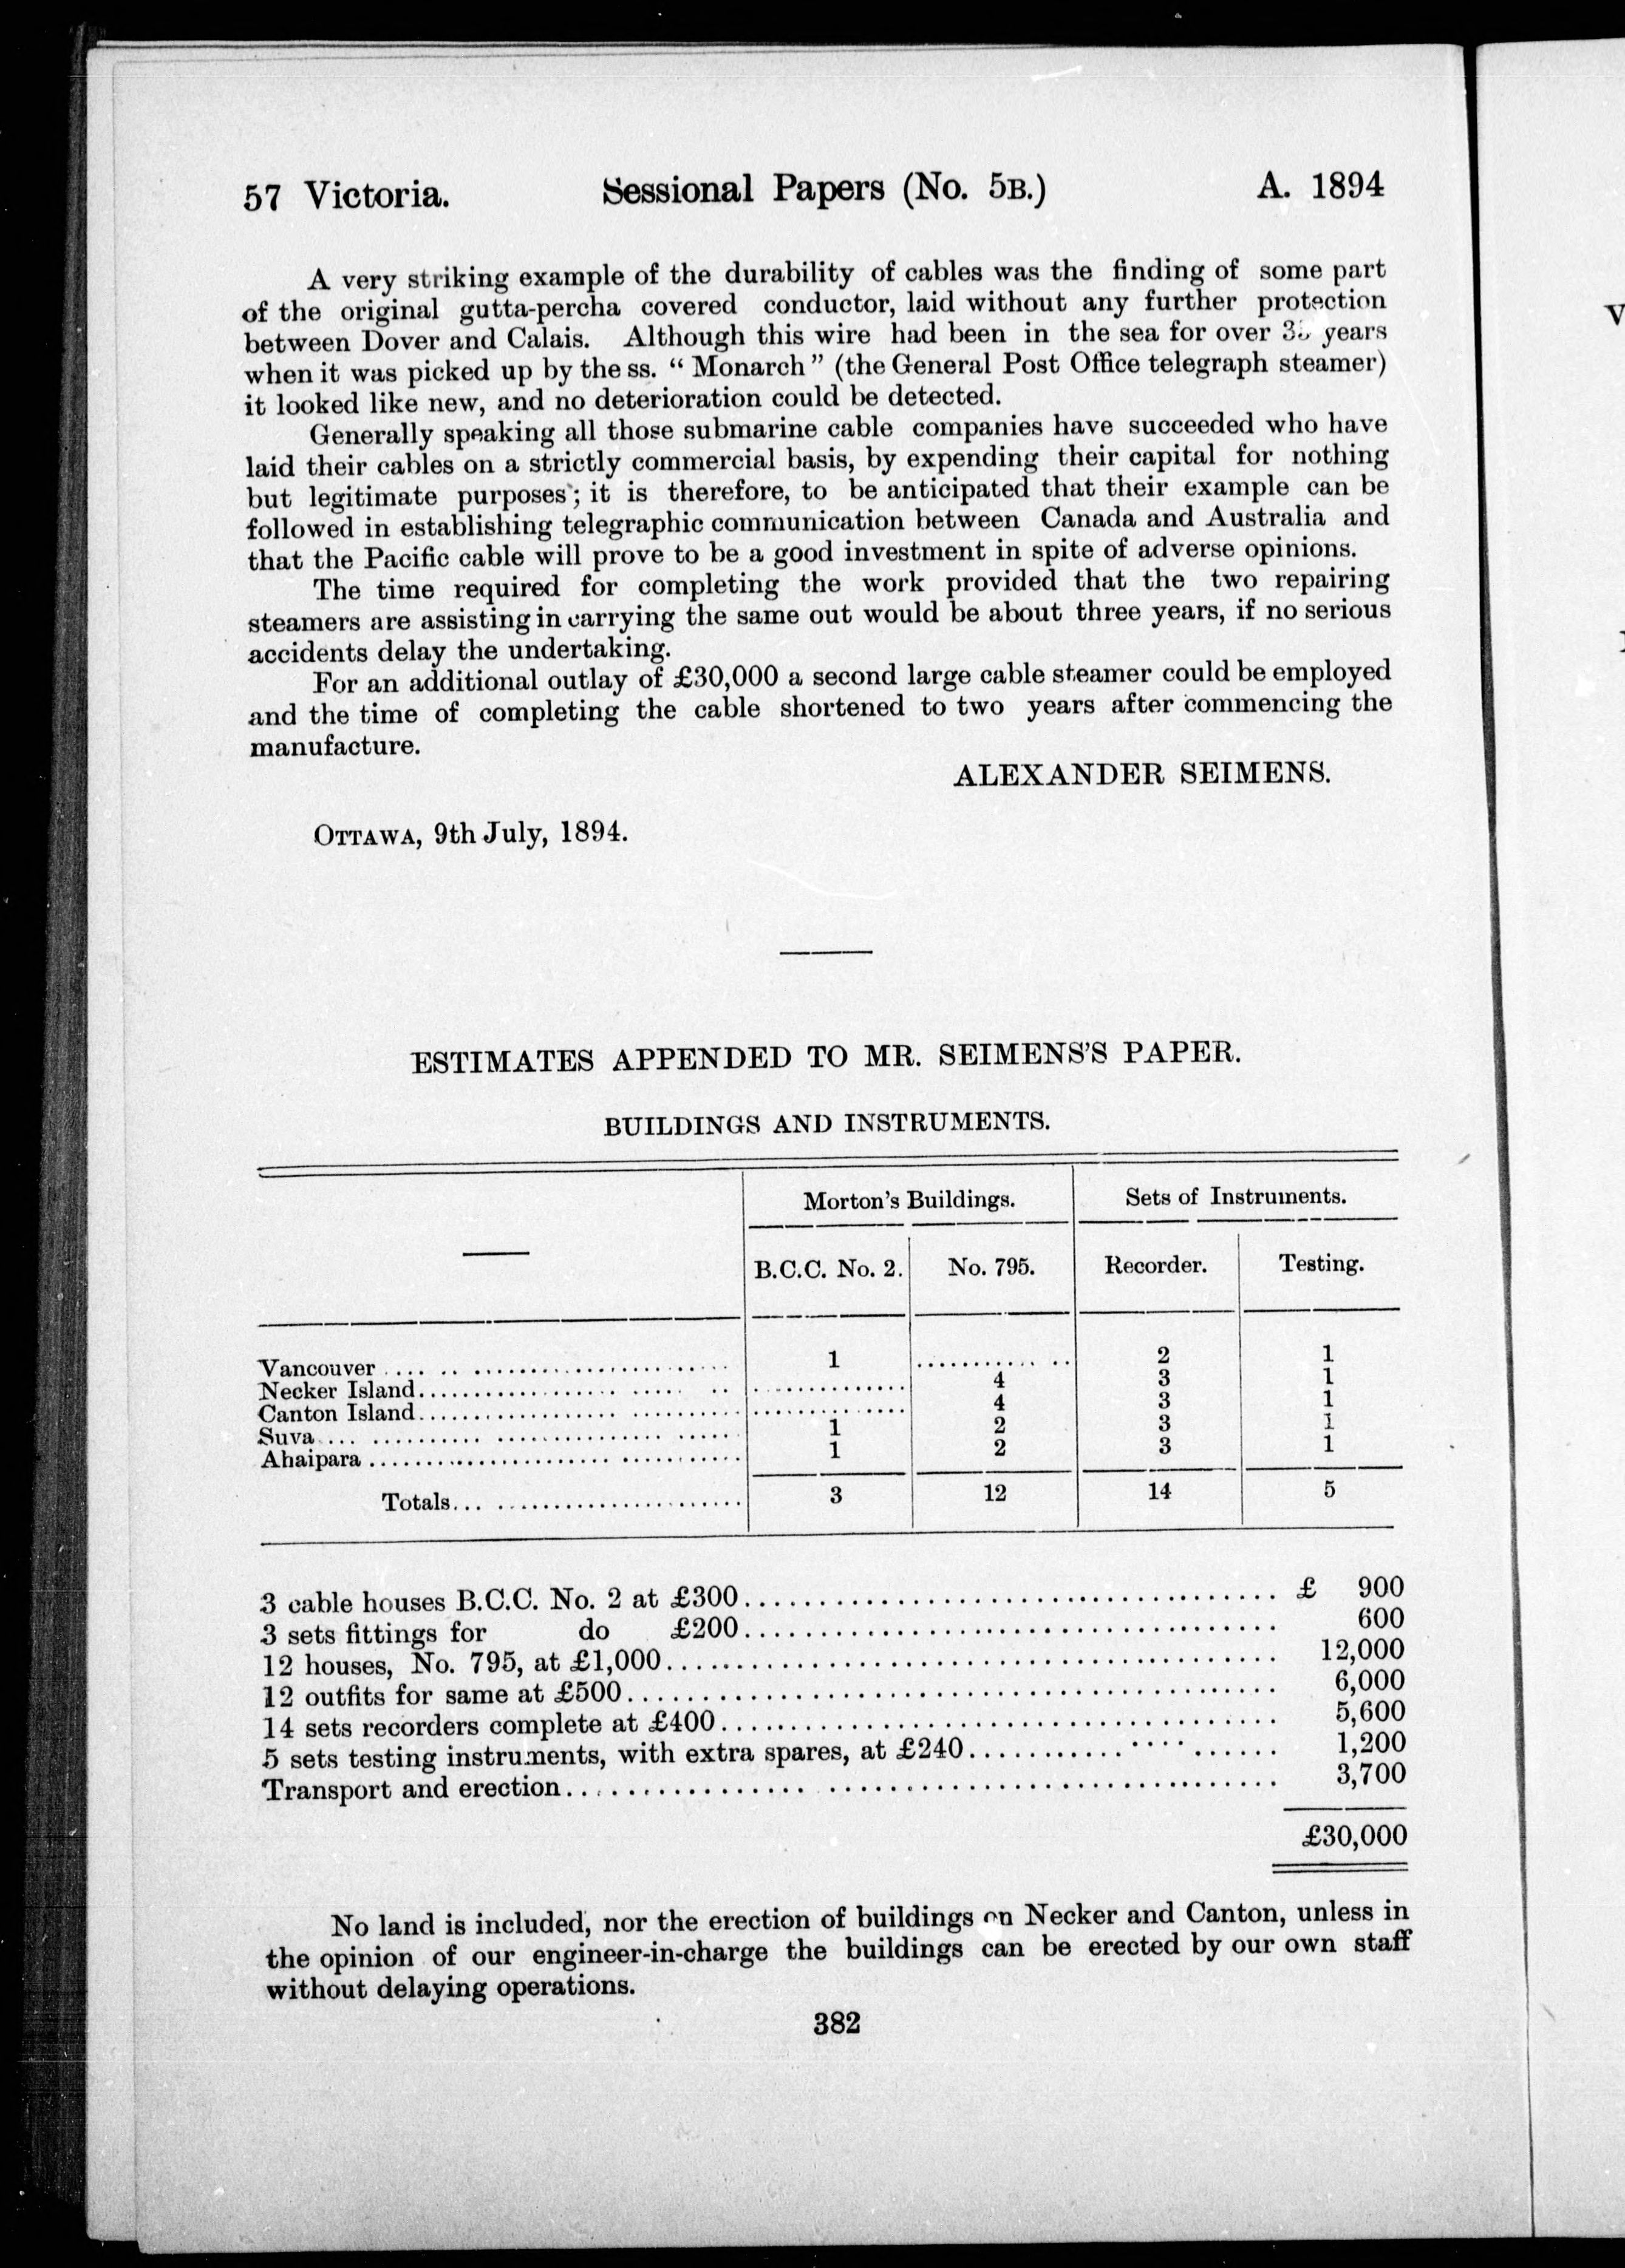 57 Victoria. Sessional Papers (No. 5B.) A. 1894
A very striking example of the durability of cables was the finding of some part
of the original gutta-percha covered conductor, laid without any further protection
between Dover and Calais. Although this wire had been in the sea for over years
when it was picked up by the ss. “ Monarch ” (the General Post Office telegraph steamer)
it looked like new, and no deterioration could be detected.
Generally speaking all those submarine cable companies have succeeded who have
laid their cables on a strictly commercial basis, by expending their capital for nothing
but legitimate purposes ; it is therefore, to be anticipated that their example can be
followed in establishing telegraphic communication between Canada and Australia and
that the Pacific cable will prove to be a good investment in spite of adverse opinions.
The time required for completing the work provided that the two repairing
steamers are assisting in carrying the same out would be about three years, if no serious
accidents delay the undertaking.
For an additional outlay of £30,000 a second large cable steamer could be employed
and the time of completing the cable shortened to two years after commencing the
manufacture.
ALEXANDER SEIMENS.
OTTAWA, 9th July, 1894.
ESTIMATES APPENDED TO MR. SEIMENS'S PAPER.
BUILDINGS AND INSTRUMENTS.
Morton's Buildings. Sets of Instruments.
B.C.C. No. 2. No. 795. Recorder. Testing.
Vancouver 1 2 1
Necker Island 4 3 1
Canton Island 4 3 1
Suva 1 2 3 1
Ahaipara 1 2 3 1
Totals 3 12 14 5
3 cable houses B.C.C. No. 2 at £300 £ 900
3 sets fittings for do £200 600
12 houses, No. 795, at £1,000 12,000
12 outfits for same at £500 6,000
14 sets recorders complete at £400 5,600
5 sets testing instruments, with extra spares, at £240 1,200
Transport and erection 3,700
£30,000
No land is included, nor the erection of buildings on Necker and Canton, unless in
the opinion of our engineer-in-charge the buildings can be erected by our own staff
without delaying operations.
382